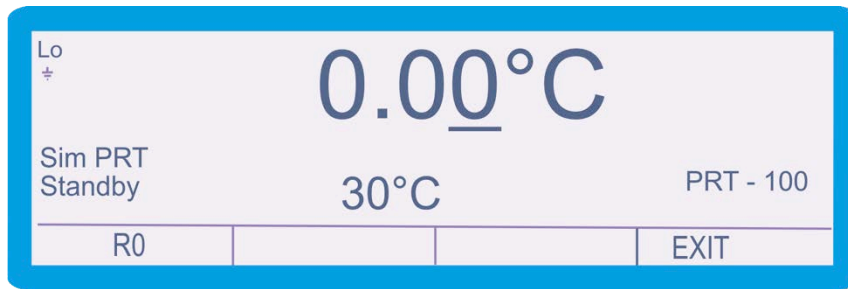 Lo
0.00°C
Sim PRT
Standby
30°C
PRT - 100
R0
EXIT